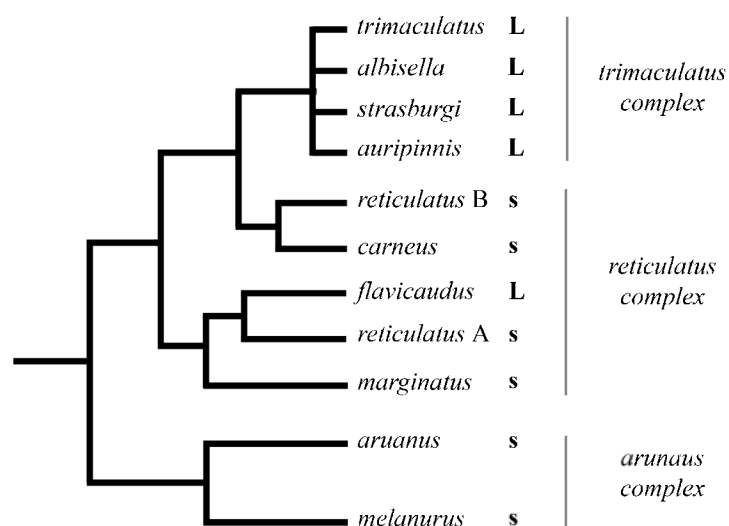 trimaculatus L
albisella L
strasburgi L
auripinnis L
trimaculatus
complex
reticulatus B s
carneus s
flavicaudus L
reticulatus A s
marginatus s
reticulatus
complex
aruanus s
melanurus s
arunaus
complex